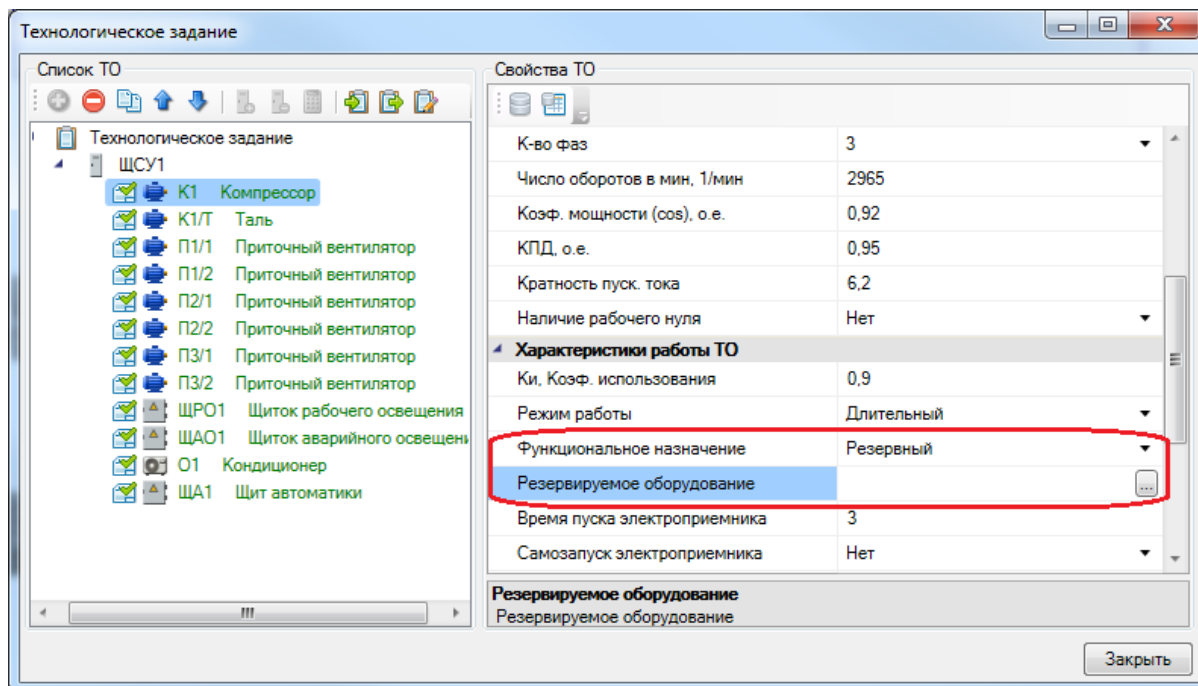 Технологическое задание
Список ТО
Технологическое задание
ЩСУ1
К1 Компрессор
К1/Т Таль
П1/1 Приточный вентилятор
П1/2 Приточный вентилятор
П2/1 Приточный вентилятор
П2/2 Приточный вентилятор
П3/1 Приточный вентилятор
П3/2 Приточный вентилятор
ЩРО1 Щиток рабочего освещения
ЩАО1 Щиток аварийного освещени
О1 Кондиционер
ЩА1 Щит автоматики
Свойства ТО
К-во фаз 3
Число оборотов в мин, 1/мин 2965
Коэф. мощности (cos), о.е. 0,92
КПД, о.е. 0,95
Кратность пуск. тока 6,2
Наличие рабочего нуля Нет
Характеристики работы ТО
Ки, Коэф. использования 0,9
Режим работы Длительный
Функциональное назначение Резервный
Резервируемое оборудование ...
Время пуска электроприемника 3
Самозапуск электроприемника Нет
Резервируемое оборудование
Резервируемое оборудование
Закрыть